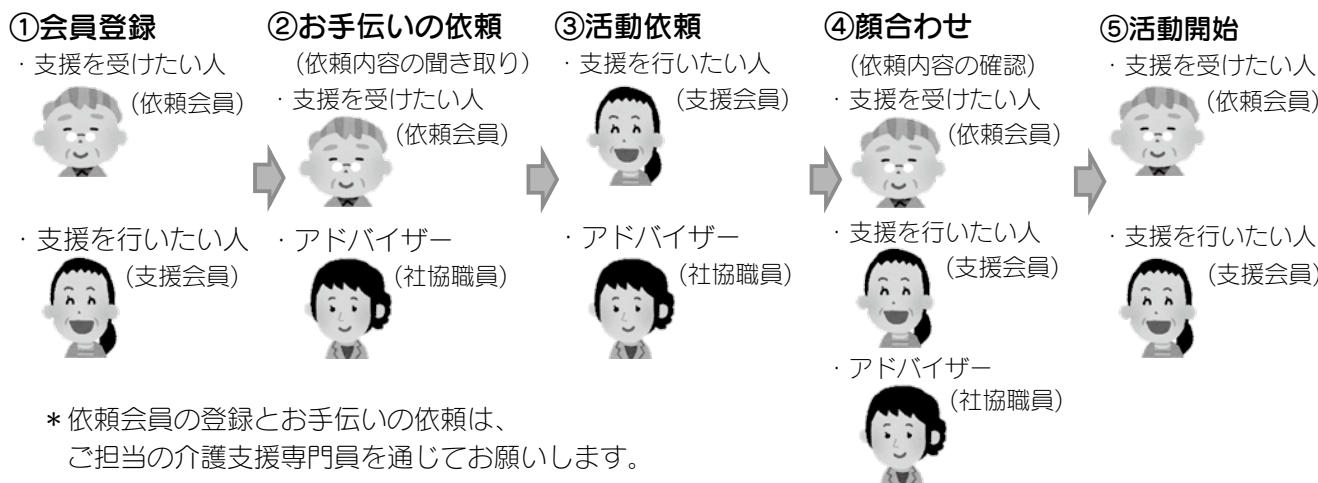 ①会員登録
・支援を受けたい人
(依頼会員)
・支援を行いたい人
(支援会員)
②お手伝いの依頼
(依頼内容の聞き取り)
・支援を受けたい人
(依頼会員)
・アドバイザー
(社協職員)
③活動依頼
・支援を行いたい人
(支援会員)
・アドバイザー
(社協職員)
④顔合わせ
(依頼内容の確認)
・支援を受けたい人
(依頼会員)
・支援を行いたい人
(支援会員)
・アドバイザー
(社協職員)
⑤活動開始
・支援を受けたい人
(依頼会員)
・支援を行いたい人
(支援会員)
*依頼会員の登録とお手伝いの依頼は、
ご担当の介護支援専門員を通じてお願いします。